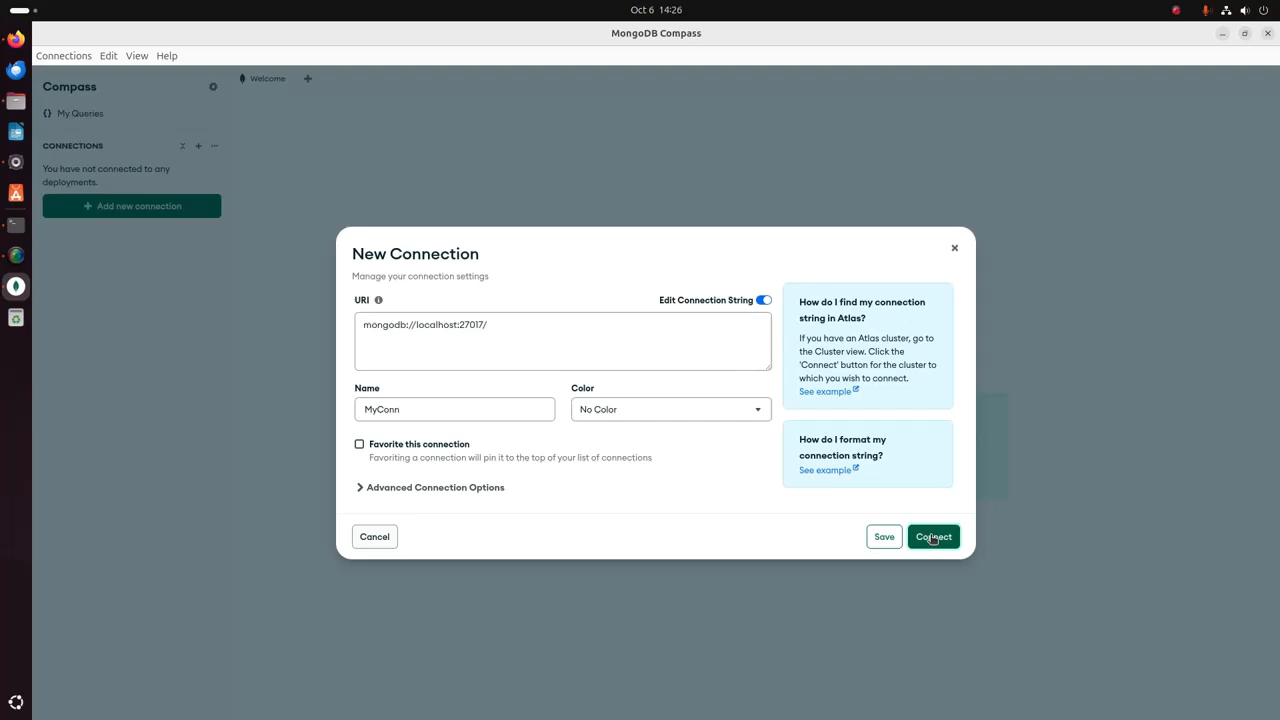 Oct 6 14:26
MongoDB Compass
Connections Edit View Help
Compass
Welcome
My Queries
CONNECTIONS
You have not connected to any
deployments.
Add new connection
New Connection
Manage your connection settings
URI
Edit Connection String
mongodb://localhost:27017/
Name
Color
MyConn
No Color
Favorite this connection
Favoriting a connection will pin it to the top of your list of connections
Advanced Connection Options
How do I find my connection
string in Atlas?
If you have an Atlas cluster, go to
the Cluster view. Click the
'Connect' button for the cluster to
which you wish to connect.
See example
How do I format my
connection string?
See example
Cancel
Save
Connect